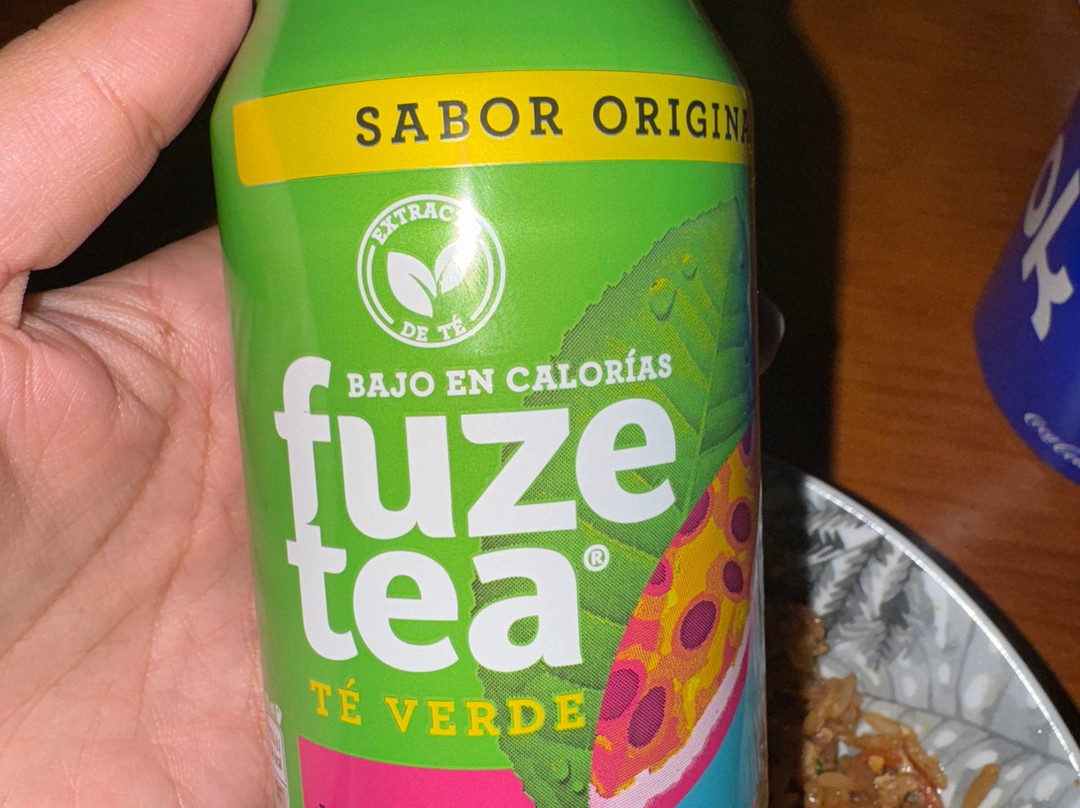 SABOR ORIGINA
EXTRAC
DE TÉ
BAJO EN CALORÍAS
fuze
tea®
TÉ VERDE